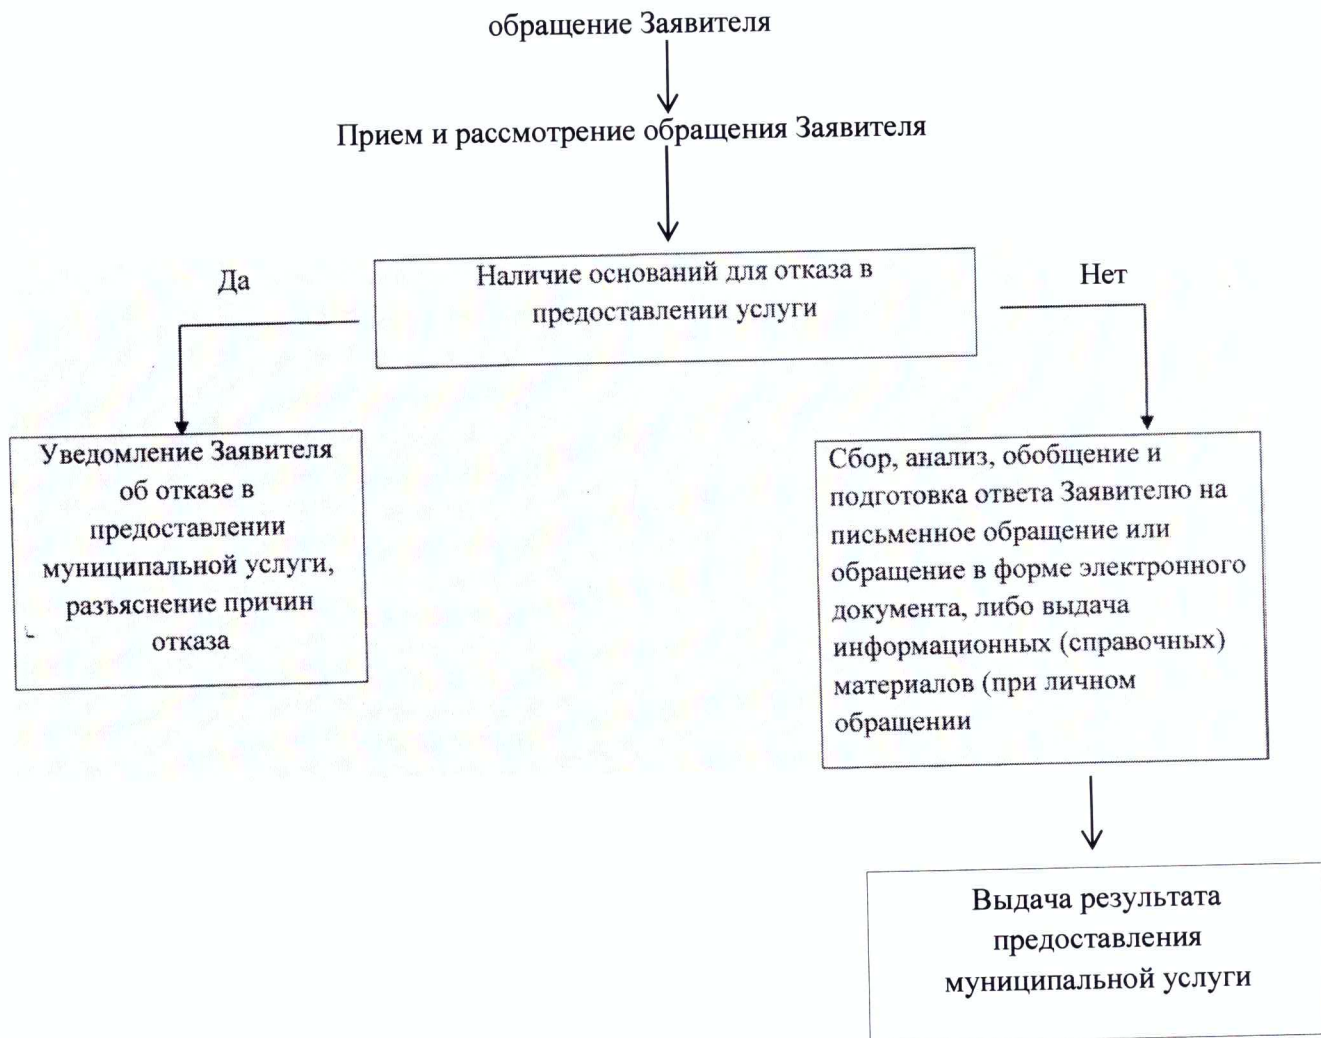 обращение Заявителя
Прием и рассмотрение обращения Заявителя
Да
Наличие оснований для отказа в
предоставлении услуги
Нет
Уведомление Заявителя
об отказе в
предоставлении
муниципальной услуги,
разъяснение причин
отказа
Сбор, анализ, обобщение и
подготовка ответа Заявителю на
письменное обращение или
обращение в форме электронного
документа, либо выдача
информационных (справочных)
материалов (при личном
обращении
Выдача результата
предоставления
муниципальной услуги